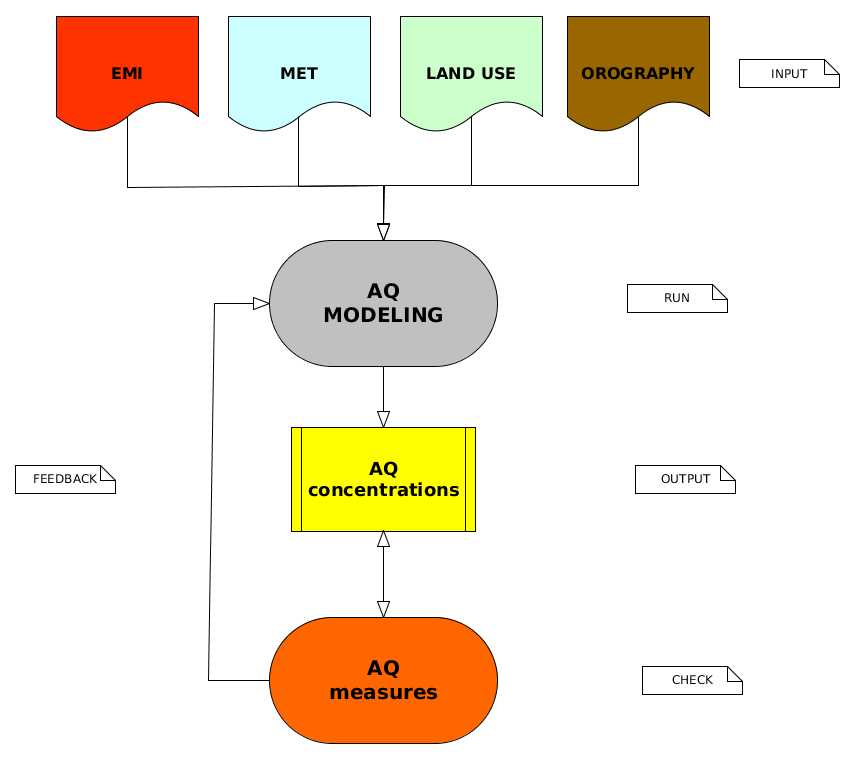 EMI
MET
LAND USE
OROGRAPHY
INPUT
AQ
MODELING
RUN
FEEDBACK
AQ
concentrations
OUTPUT
AQ
measures
CHECK